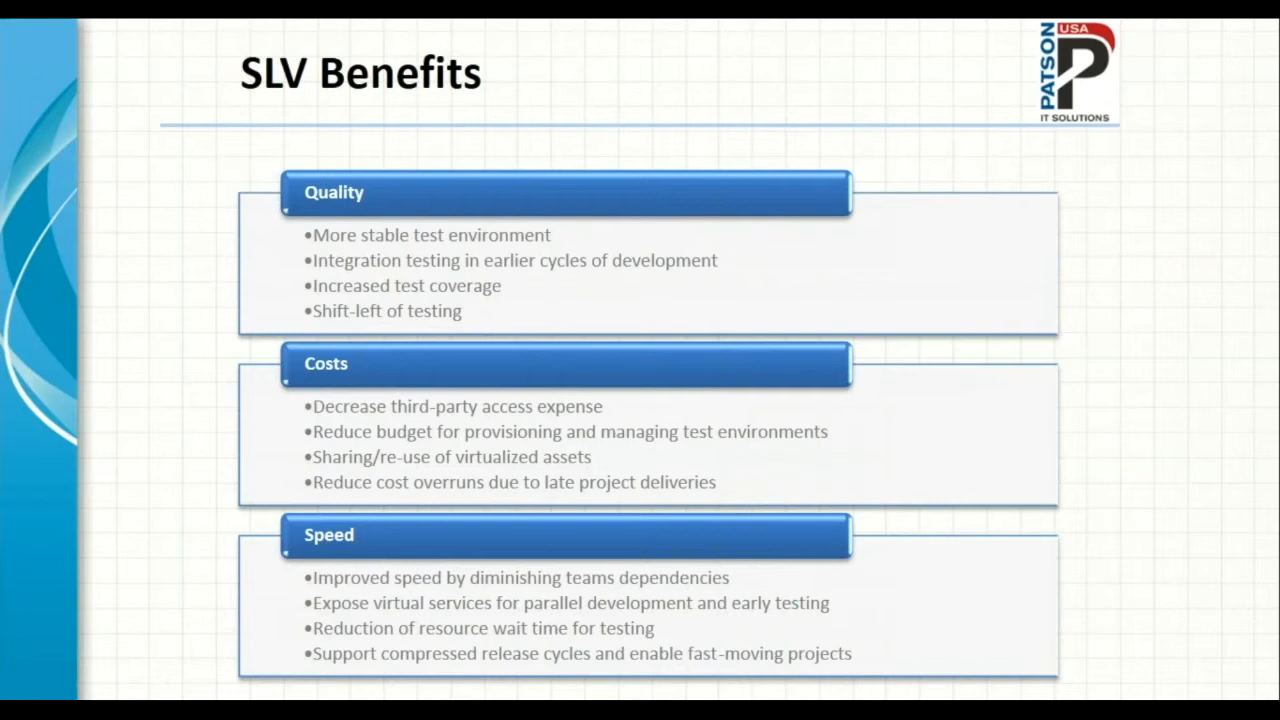 SLV Benefits
PATSON
USA
P
IT SOLUTIONS
Quality
•More stable test environment
•Integration testing in earlier cycles of development
•Increased test coverage
•Shift-left of testing
Costs
•Decrease third-party access expense
•Reduce budget for provisioning and managing test environments
•Sharing/re-use of virtualized assets
•Reduce cost overruns due to late project deliveries
Speed
•Improved speed by diminishing teams dependencies
•Expose virtual services for parallel development and early testing
•Reduction of resource wait time for testing
•Support compressed release cycles and enable fast-moving projects